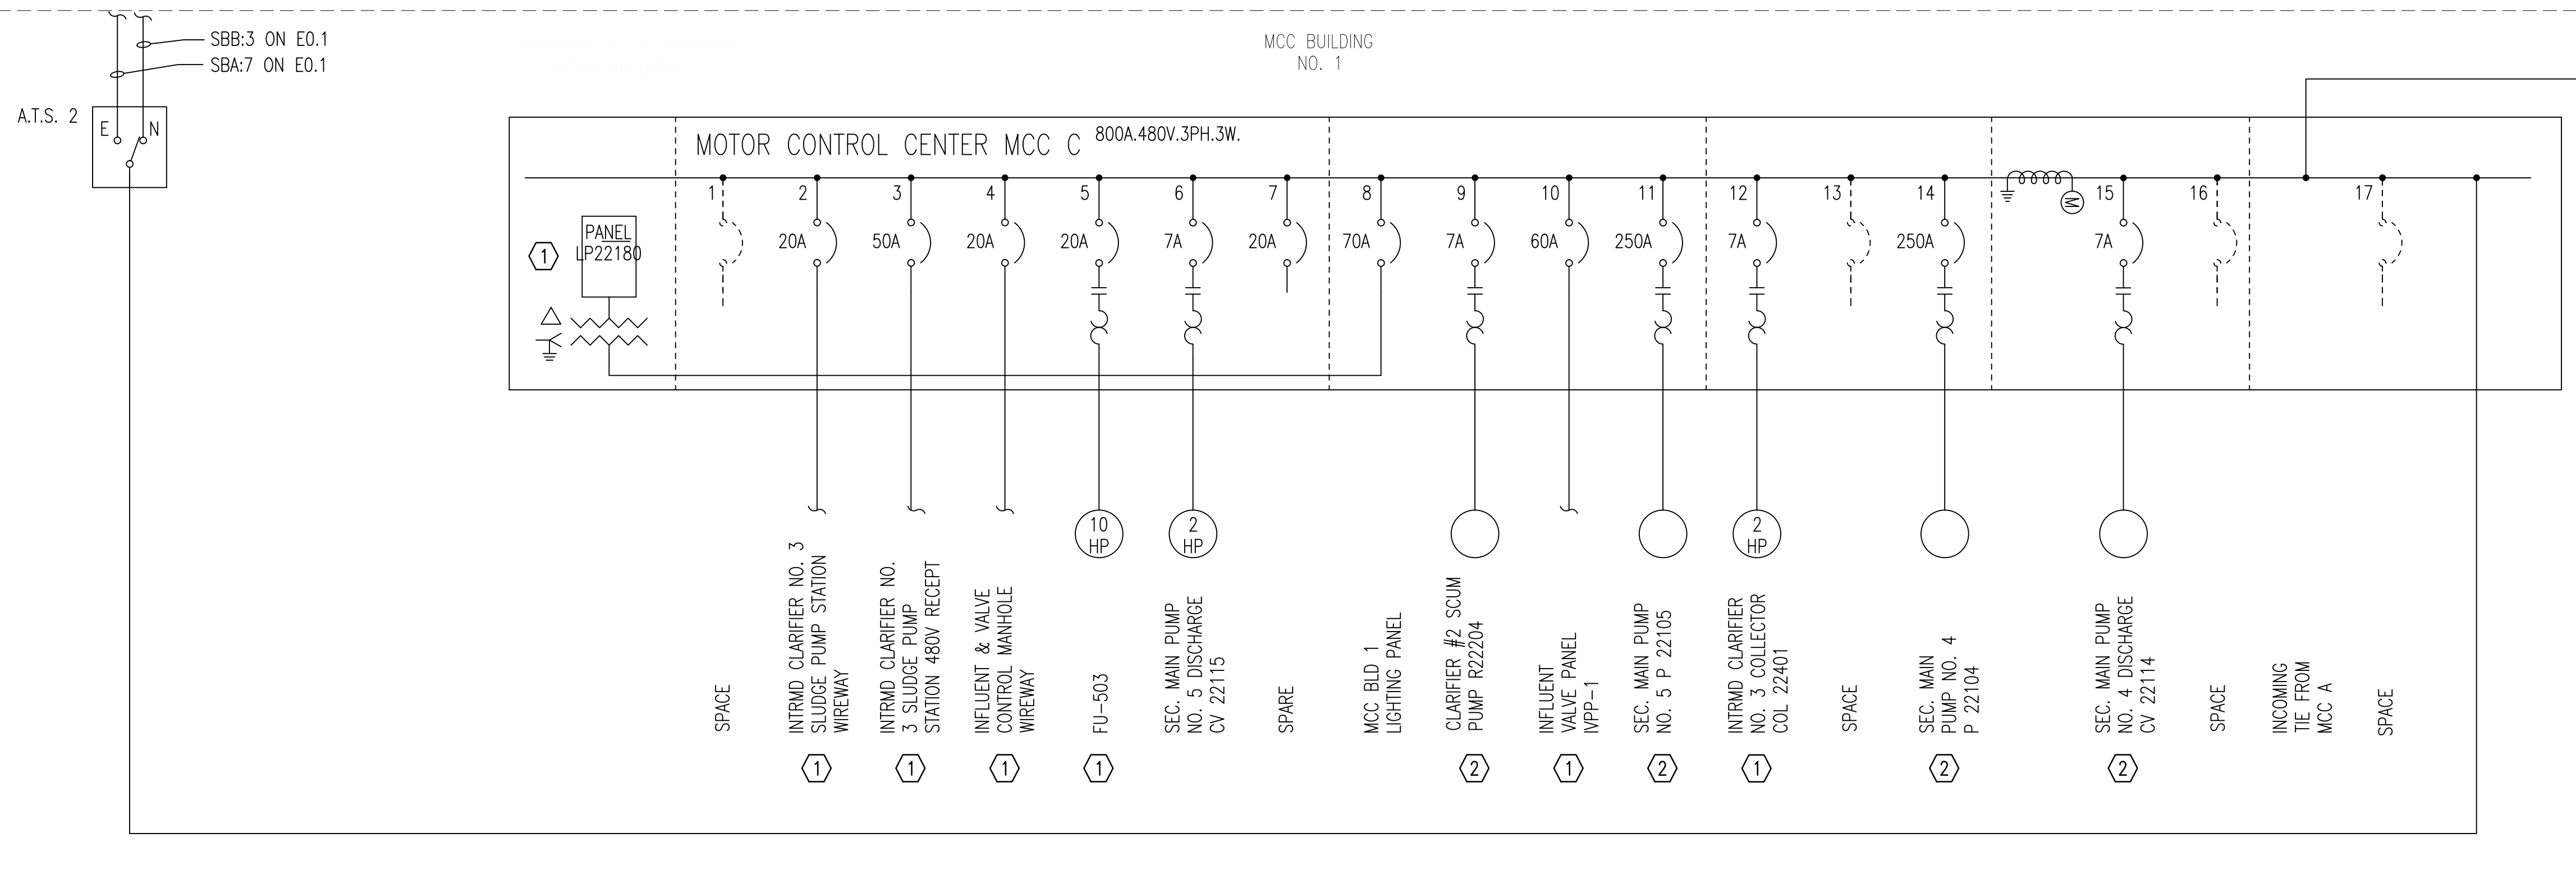 SBB:3 ON E0.1
SBA:7 ON E0.1
MCC BUILDING
NO. 1
A.T.S. 2
E
N
MOTOR CONTROL CENTER MCC C
800A.480V.3PH.3W.
1
2
3
4
5
6
7
8
9
10
11
12
13
14
15
16
17
M
PANEL
LP22180
1
20A
50A
20A
20A
7A
20A
70A
7A
60A
250A
7A
250A
7A
10
HP
2
HP
2
HP
SPACE
INTRMD CLARIFIER NO. 3
SLUDGE PUMP STATION
WIREWAY
INTRMD CLARIFIER NO.
3 SLUDGE PUMP
STATION 480V RECEPT
INFLUENT & VALVE
CONTROL MANHOLE
WIREWAY
FU-503
SEC. MAIN PUMP
NO. 5 DISCHARGE
CV 22115
SPARE
MCC BLD 1
LIGHTING PANEL
CLARIFIER #2 SCUM
PUMP R22204
INFLUENT
VALVE PANEL
IVPP-1
SEC. MAIN PUMP
NO. 5 P 22105
INTRMD CLARIFIER
NO. 3 COLLECTOR
COL 22401
SPACE
SEC. MAIN
PUMP NO. 4
P 22104
SEC. MAIN PUMP
NO. 4 DISCHARGE
CV 22114
SPACE
INCOMING
TIE FROM
MCC A
SPACE
1
1
1
1
2
1
2
1
2
2